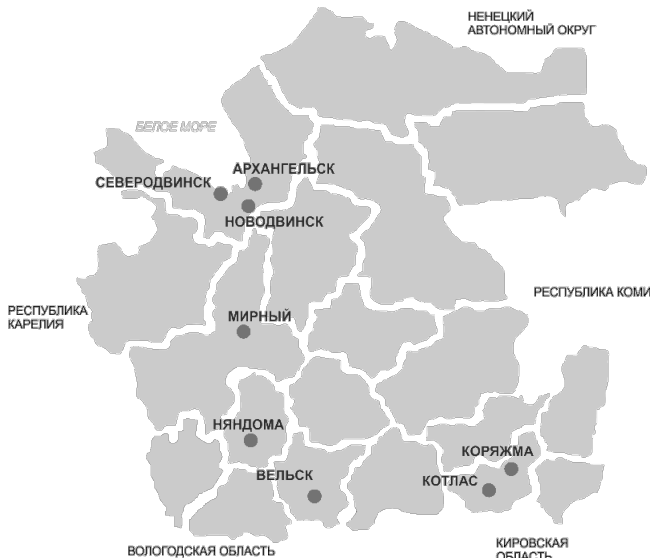 НЕНЕЦКИЙ
АВТОНОМНЫЙ ОКРУГ
БЕЛОЕ МОРЕ
АРХАНГЕЛЬСК
СЕВЕРОДВИНСК
НОВОДВИНСК
РЕСПУБЛИКА КОМИ
РЕСПУБЛИКА
КАРЕЛИЯ
МИРНЫЙ
НЯНДОМА
КОРЯЖМА
ВЕЛЬСК
КОТЛАС
ВОЛОГОДСКАЯ ОБЛАСТЬ
КИРОВСКАЯ
ОБЛАСТЬ